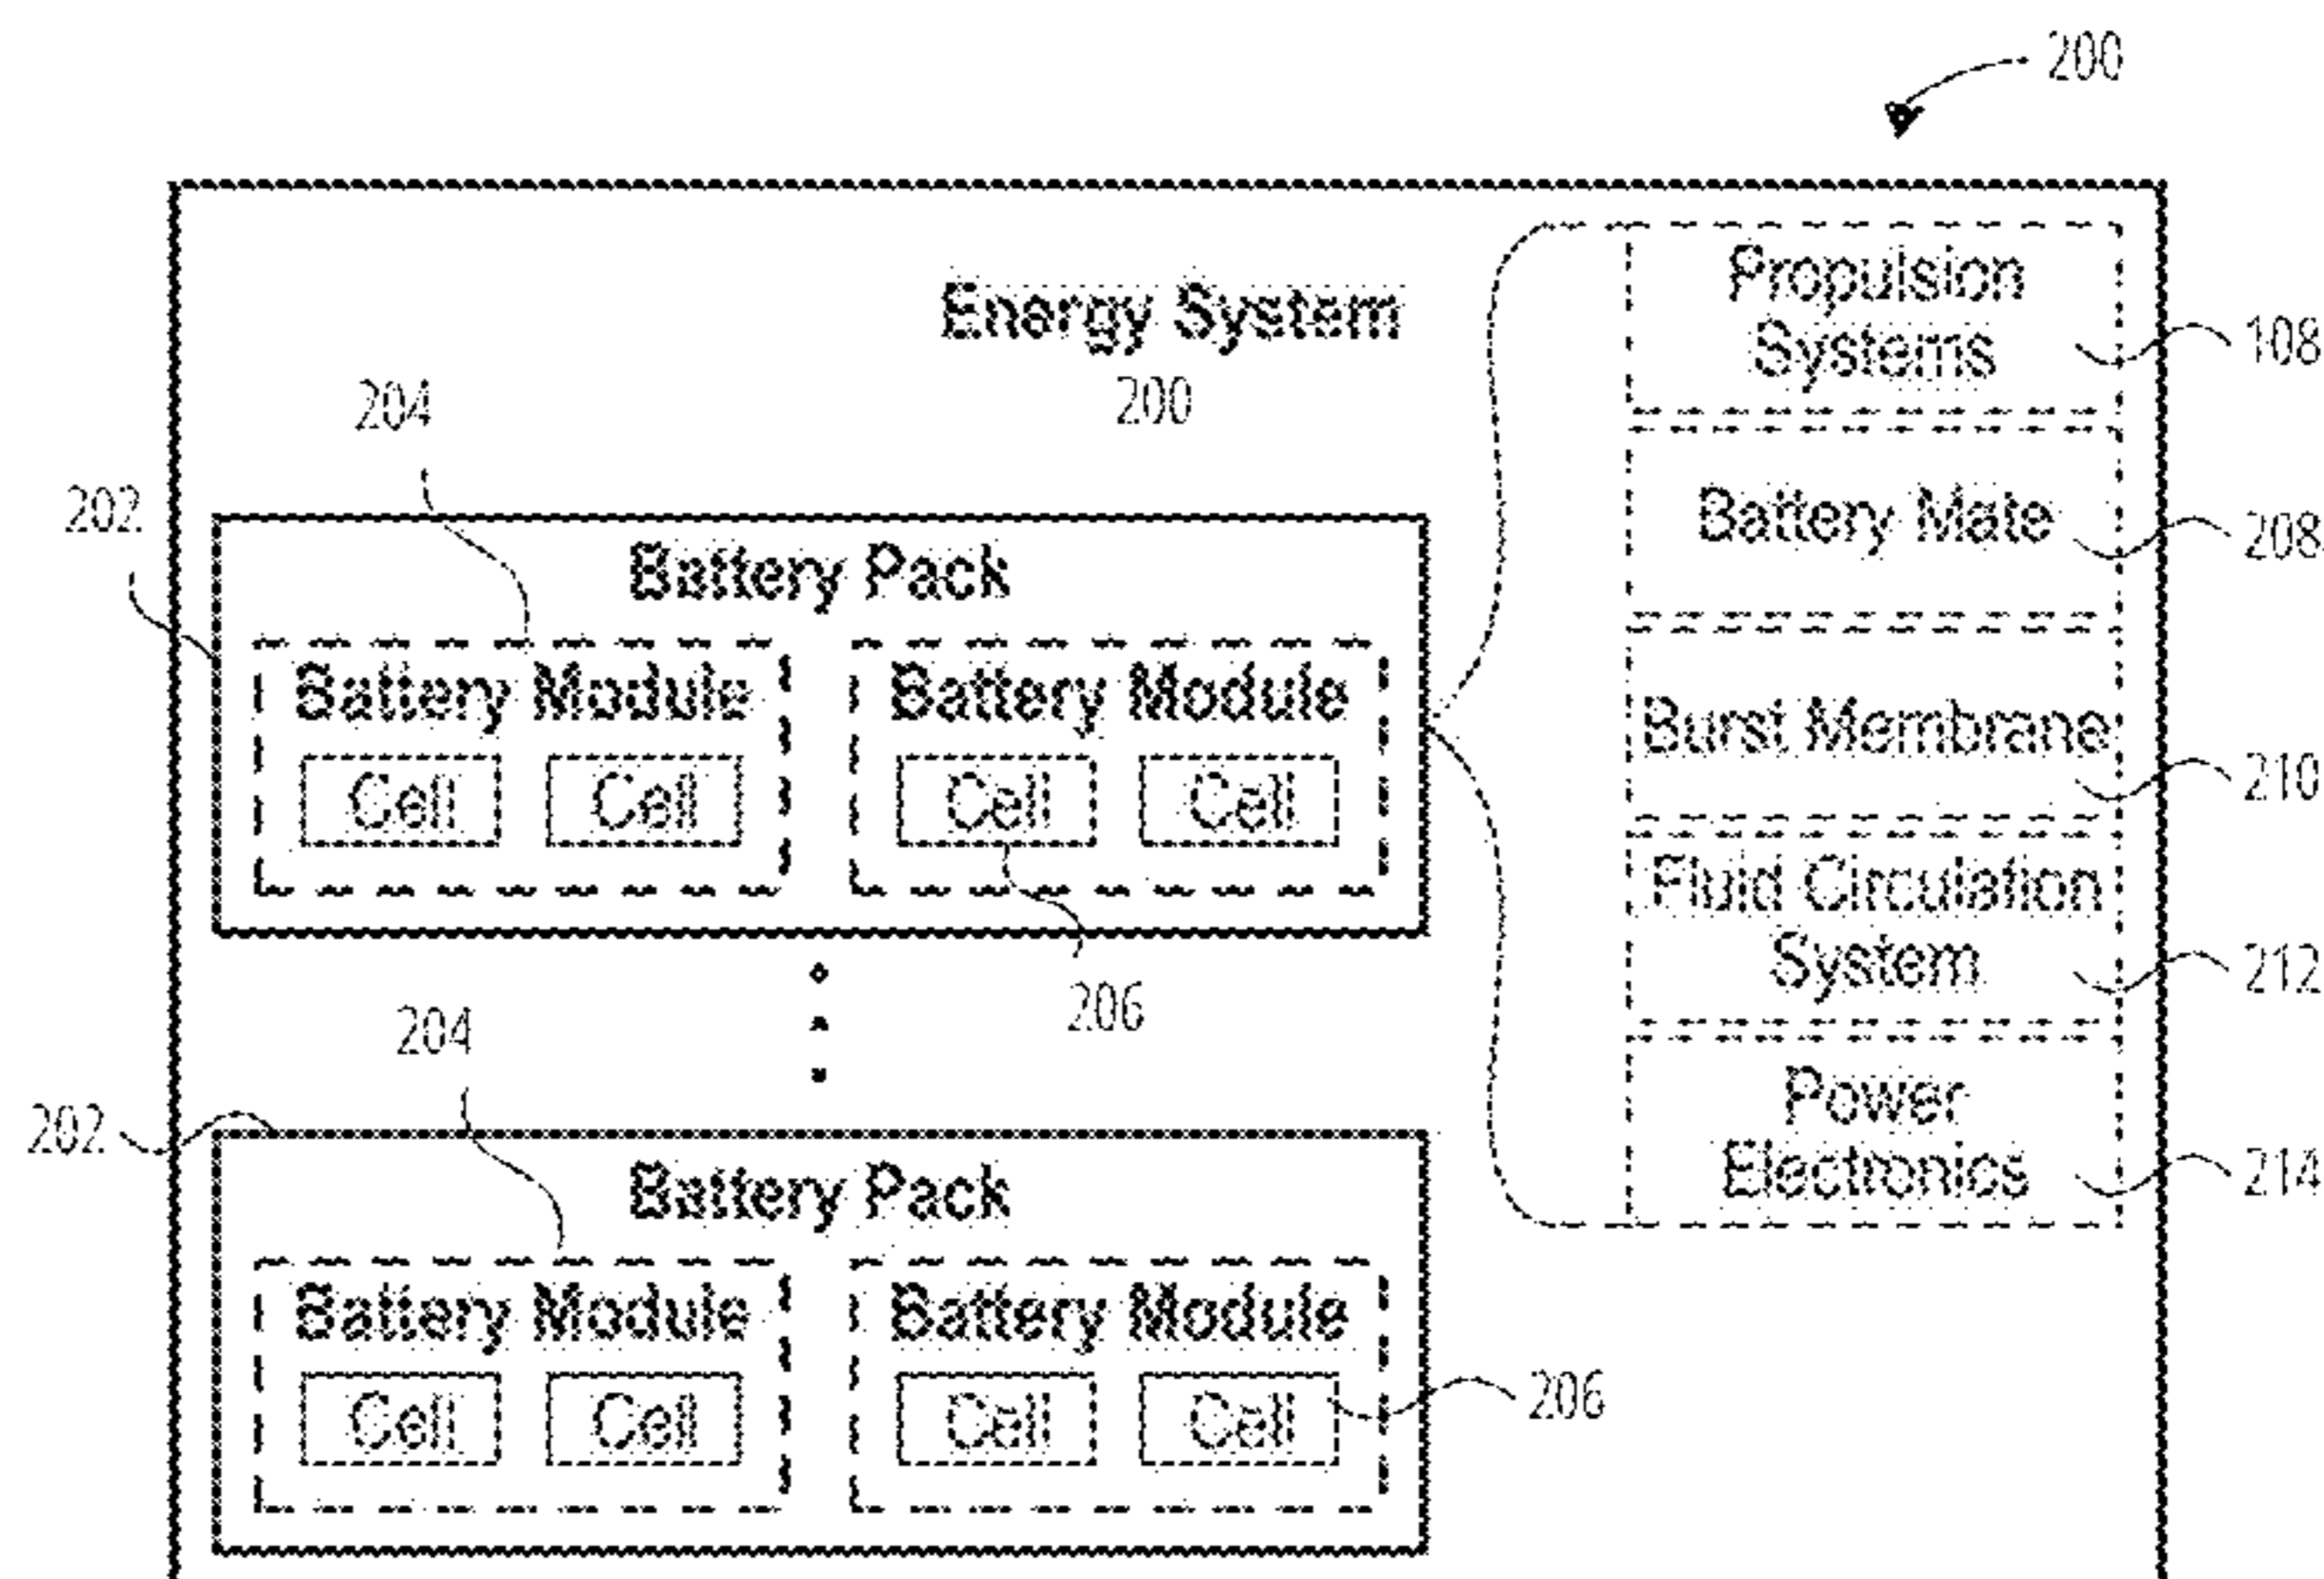 200
Energy System
200
Propulsion
Systems
108
Battery Mate
208
Burst Membrane
210
Fluid Circulation
System
212
Power
Electronics
214
202
204
Battery Pack
Battery Module
Cell Cell
Battery Module
Cell Cell
206
202
204
Battery Pack
Battery Module
Cell Cell
Battery Module
Cell Cell
206